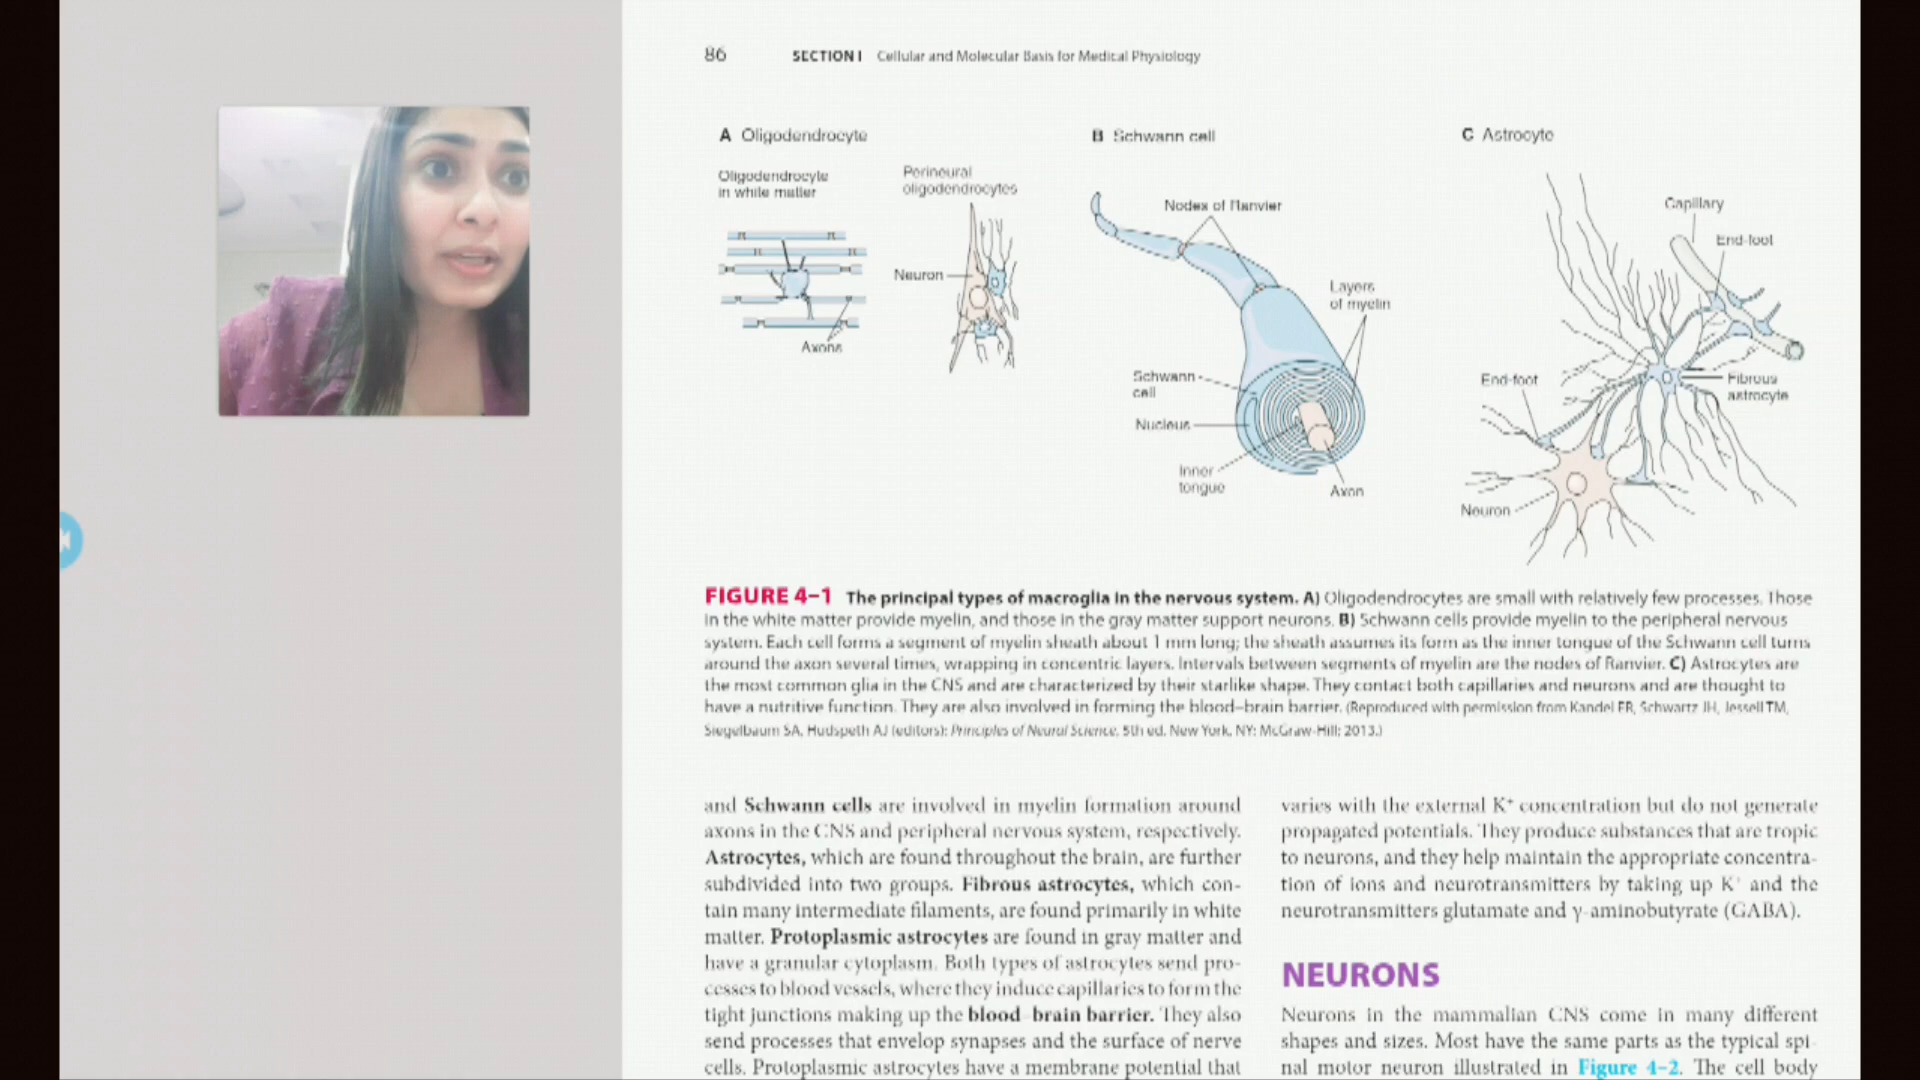 86 SECTION I Cellular and Molecular Basis for Medical Physiology
A Oligodendrocyte
Oligodendrocyte
in white matter
Perineural
oligodendrocytes
Neuron
Axons
B Schwann cell
Nodes of Ranvier
Layers
of myelin
Schwann
cell
Nucleus
Inner
tongue
Axon
C Astrocyte
Capillary
End-foot
End-foot
Fibrous
astrocyte
Neuron
FIGURE 4–1 The principal types of macroglia in the nervous system. A) Oligodendrocytes are small with relatively few processes. Those
in the white matter provide myelin, and those in the gray matter support neurons. B) Schwann cells provide myelin to the peripheral nervous
system. Each cell forms a segment of myelin sheath about 1 mm long; the sheath assumes its form as the inner tongue of the Schwann cell turns
around the axon several times, wrapping in concentric layers. Intervals between segments of myelin are the nodes of Ranvier. C) Astrocytes are
the most common glia in the CNS and are characterized by their starlike shape. They contact both capillaries and neurons and are thought to
have a nutritive function. They are also involved in forming the blood–brain barrier. (Reproduced with permission from Kandel ER, Schwartz JH, Jessell TM,
Siegelbaum SA, Hudspeth AJ (editors): Principles of Neural Science, 5th ed. New York, NY: McGraw-Hill; 2013.)
and Schwann cells are involved in myelin formation around
axons in the CNS and peripheral nervous system, respectively.
Astrocytes, which are found throughout the brain, are further
subdivided into two groups. Fibrous astrocytes, which con-
tain many intermediate filaments, are found primarily in white
matter. Protoplasmic astrocytes are found in gray matter and
have a granular cytoplasm. Both types of astrocytes send pro-
cesses to blood vessels, where they induce capillaries to form the
tight junctions making up the blood–brain barrier. They also
send processes that envelop synapses and the surface of nerve
cells. Protoplasmic astrocytes have a membrane potential that
varies with the external K⁺ concentration but do not generate
propagated potentials. They produce substances that are tropic
to neurons, and they help maintain the appropriate concentra-
tion of ions and neurotransmitters by taking up K⁺ and the
neurotransmitters glutamate and γ-aminobutyrate (GABA).
NEURONS
Neurons in the mammalian CNS come in many different
shapes and sizes. Most have the same parts as the typical spi-
nal motor neuron illustrated in Figure 4–2. The cell body